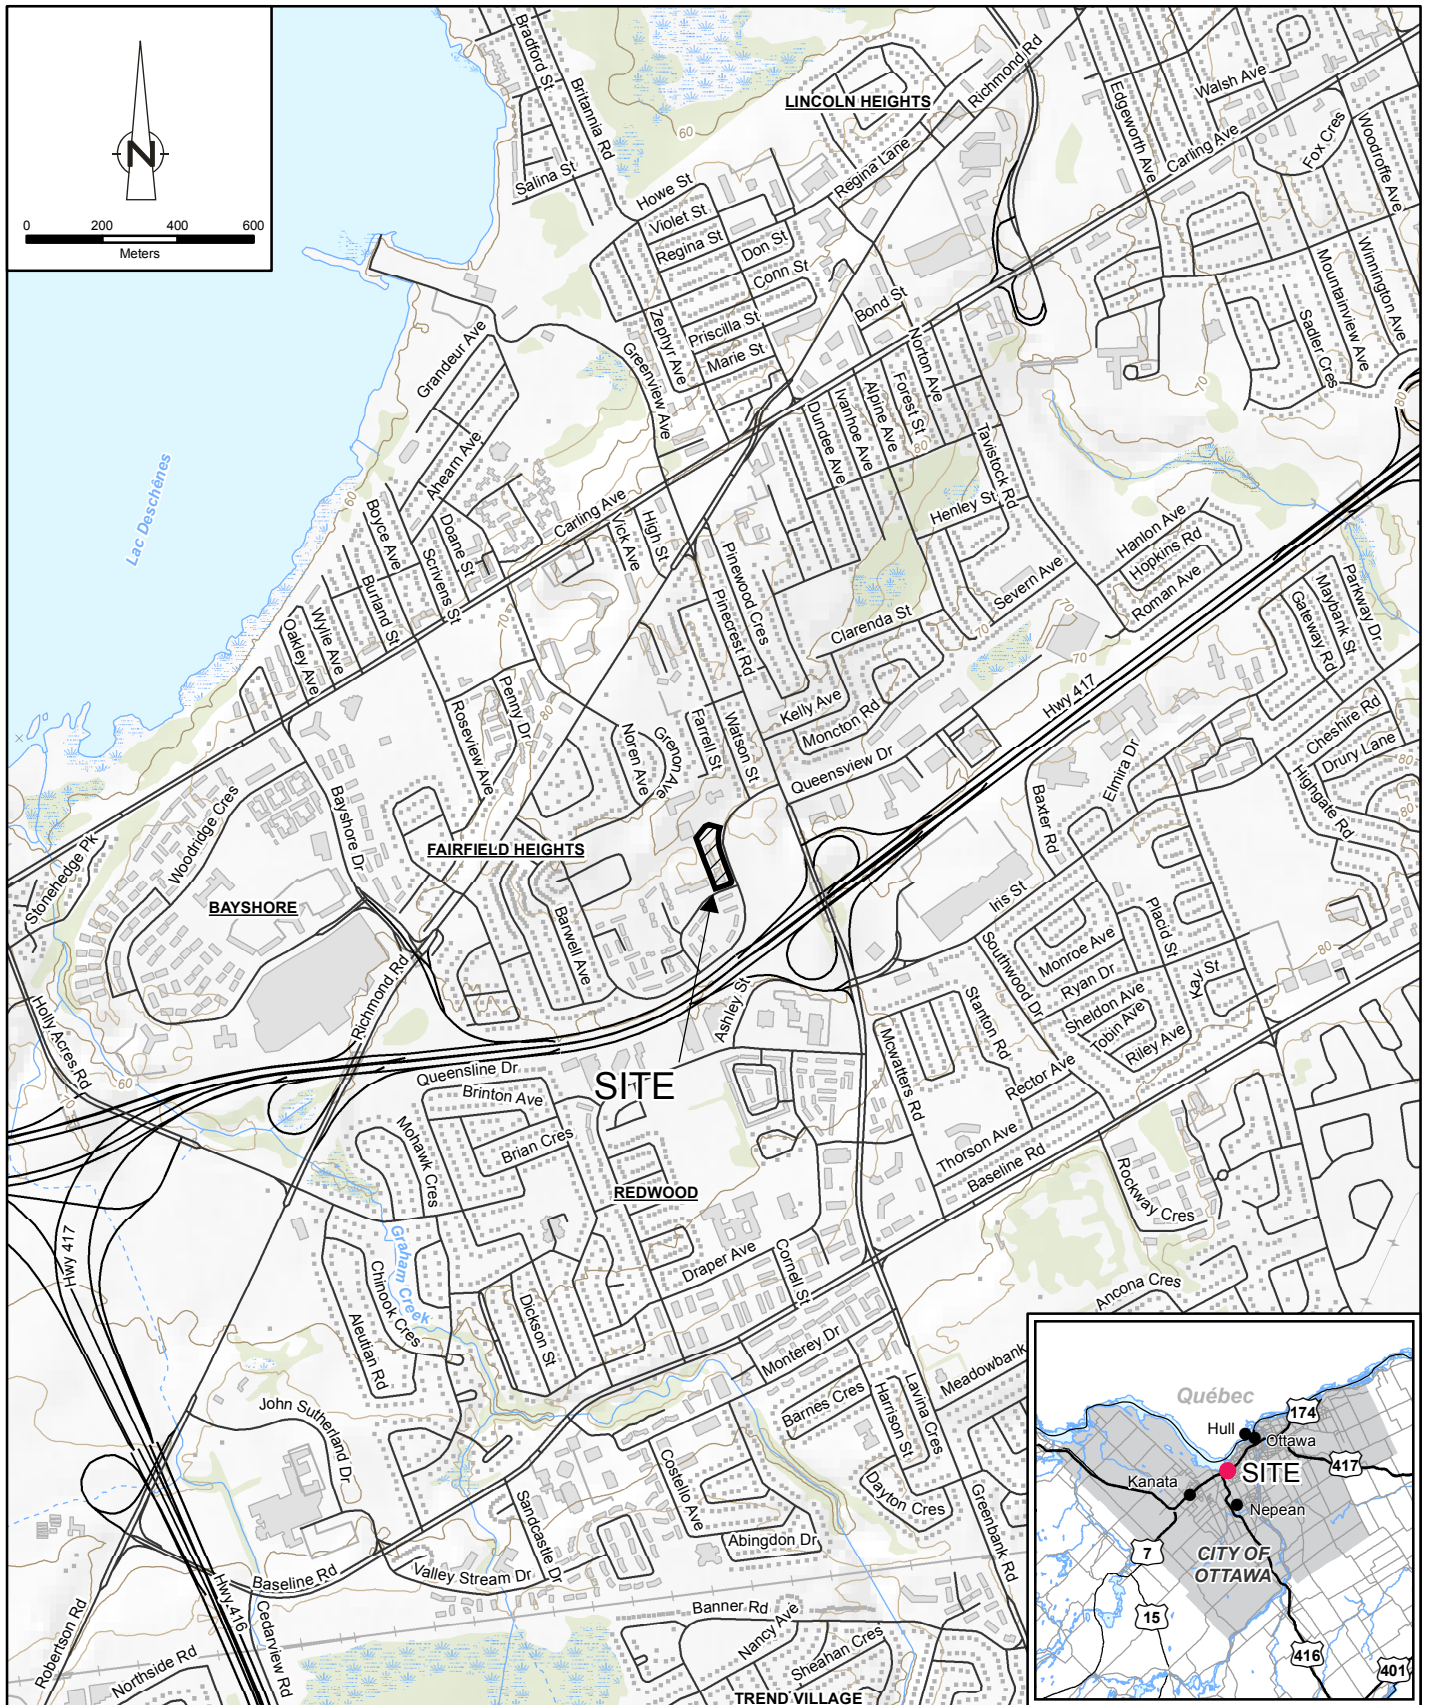 N
0 200 400 600
Meters
Bradford St
Britannia Rd
Salina St
LINCOLN HEIGHTS
Richmond Rd
Regina Lane
Walsh Ave
Edgeworth Ave
Carling Ave
Fox Cres
Woodroffe Ave
Howe St
Violet St
Regina St
Don St
Conn St
Bond St
Priscilla St
Marie St
Zephyr Ave
Greenview Ave
Norton Ave
Forest St
Alpine Ave
Ivanhoe Ave
Dundee Ave
Tavistock Rd
Winnington Ave
Mountainview Ave
Sadler Cres
60
70
80
Grandeur Ave
Ahearn Ave
Lac Deschênes
60
Boyce Ave
Doane St
Scrivens St
Burland St
Wylie Ave
Oakley Ave
Carling Ave
Vick Ave
High St
Pinewood Cres
Pinecrest Rd
Henley St
80
Hanlon Ave
Hopkins Rd
Roman Ave
Severn Ave
Clarenda St
70
70
Parkway Dr
Maybank St
Gateway Rd
Hwy 417
Kelly Ave
Moncton Rd
Queensview Dr
Watson St
Farrell St
Grenon Ave
Noren Ave
Penny Dr
Roseview Ave
70
80
Cheshire Rd
Drury Lane
Highgate Rd
80
80
Elmira Dr
Baxter Rd
Bayshore Dr
Woodridge Cres
Stonehedge Pk
FAIRFIELD HEIGHTS
BAYSHORE
Barwell Ave
Iris St
Southwood Dr
Monroe Ave
Ryan Dr
Placid St
Kay St
Sheldon Ave
Tobin Ave
Riley Ave
80
Stanton Rd
Rector Ave
Mcwatters Rd
Ashley St
Richmond Rd
Holly Acres Rd
60
70
SITE
Queensline Dr
Brinton Ave
Brian Cres
Mohawk Cres
REDWOOD
Thorson Ave
Baseline Rd
Rockway Cres
Ancona Cres
Hwy 417
Graham Creek
Chinook Cres
Aleutian Rd
Dickson St
Draper Ave
Cornell St
Monterey Dr
Barnes Cres
Harrison St
Lavina Cres
Meadowbank
Dayton Cres
Greenbank Rd
John Sutherland Dr
Costello Ave
Abingdon Dr
Sandcastle Dr
Valley Stream Dr
Baseline Rd
Hwy 416
Cedarview Rd
Robertson Rd
Northside Rd
Banner Rd
Nancy Ave
Sheahan Cres
TREND VILLAGE
Québec
Hull
Ottawa
174
417
SITE
Kanata
Nepean
7
CITY OF
OTTAWA
15
416
401